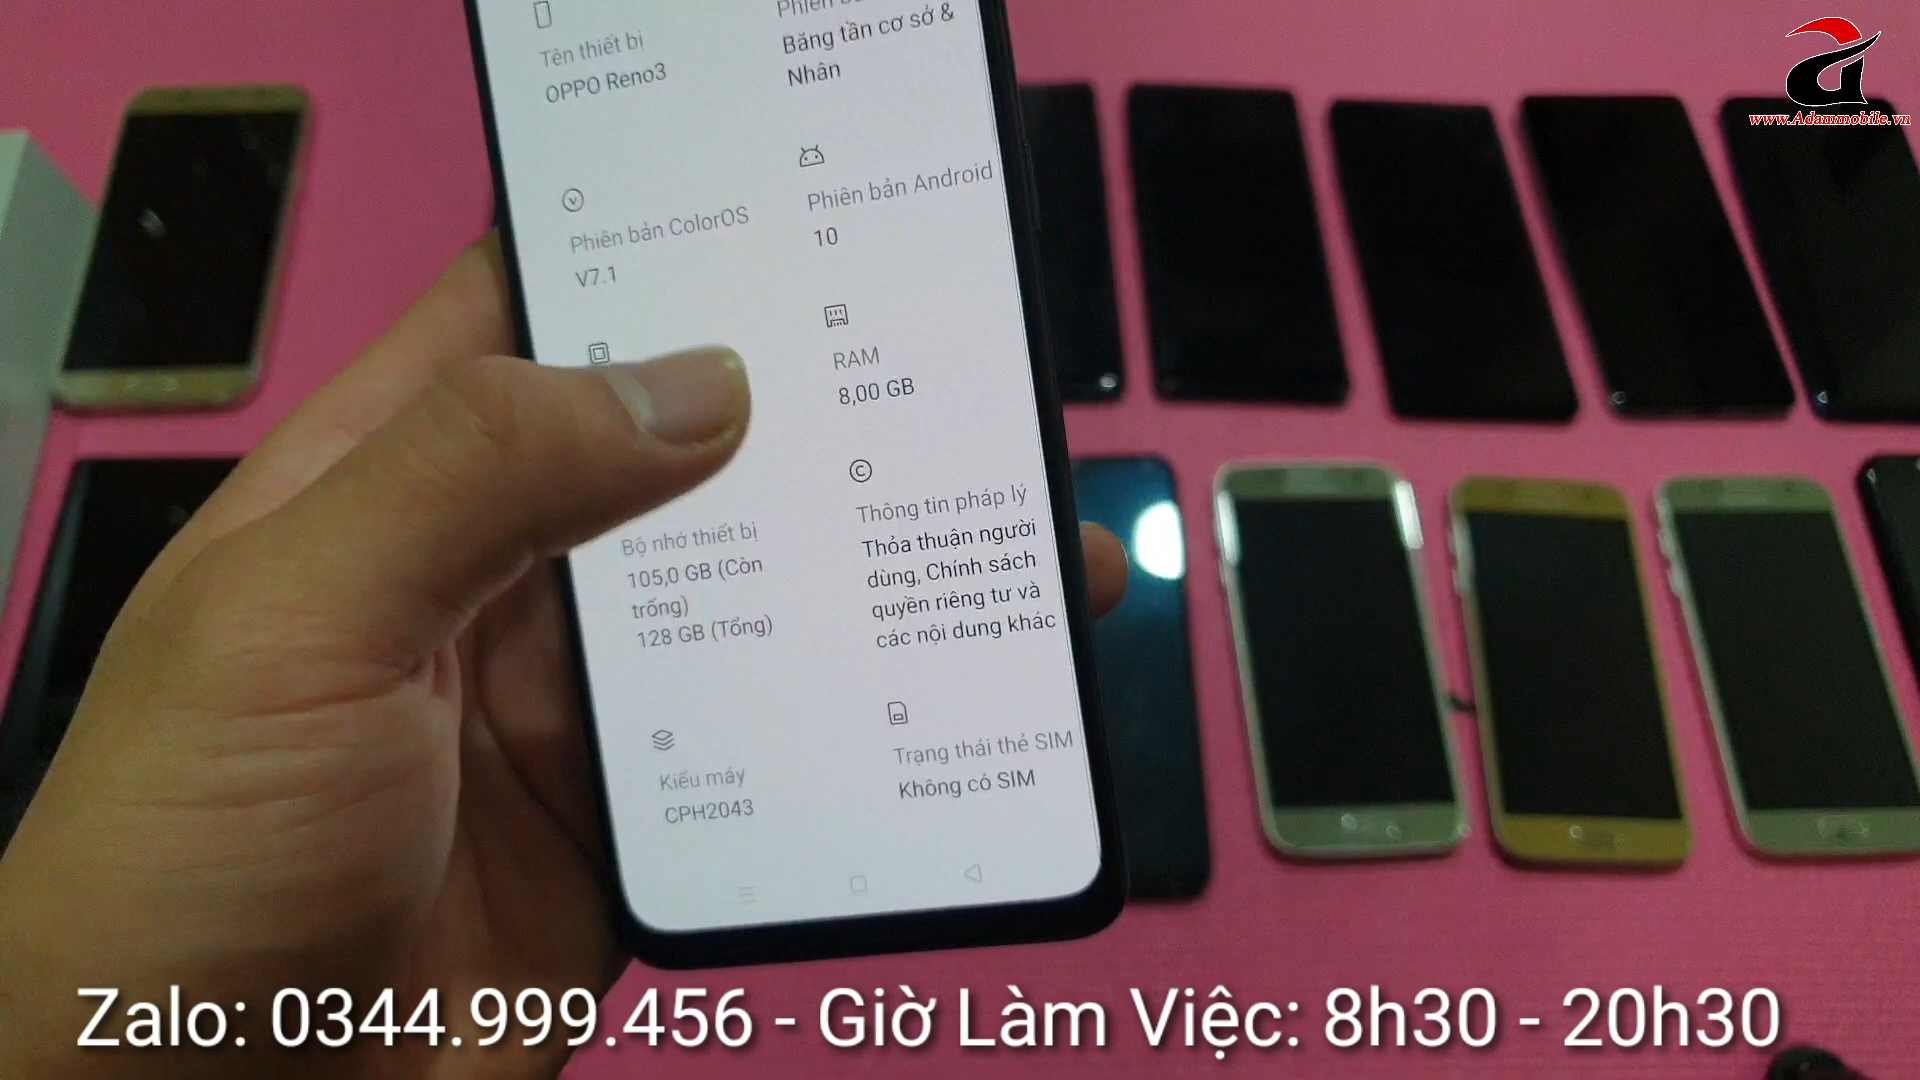 www.Adammobile.vn
Tên thiết bị
OPPO Reno3
Băng tần cơ sở &
Nhân
Phiên bản ColorOS
V7.1
Phiên bản Android
10
RAM
8,00 GB
Bộ nhớ thiết bị
105,0 GB (Còn
trống)
128 GB (Tổng)
Thông tin pháp lý
Thỏa thuận người
dùng, Chính sách
quyền riêng tư và
các nội dung khác
Kiểu máy
CPH2043
Trạng thái thẻ SIM
Không có SIM
Zalo: 0344.999.456 - Giờ Làm Việc: 8h30 - 20h30